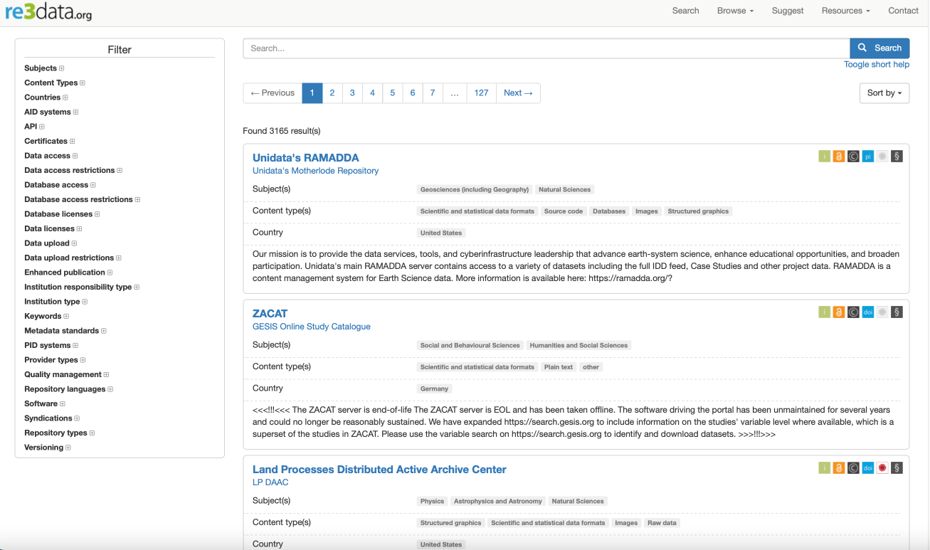 re3data.org
Search Browse Suggest Resources Contact
Filter
Subjects
Content Types
Countries
AID systems
API
Certificates
Data access
Data access restrictions
Database access
Database access restrictions
Database licenses
Data licenses
Data upload
Data upload restrictions
Enhanced publication
Institution responsibility type
Institution type
Keywords
Metadata standards
PID systems
Provider types
Quality management
Repository languages
Software
Syndications
Repository types
Versioning
Search... Search
Toogle short help
← Previous 1 2 3 4 5 6 7 ... 127 Next →
Sort by
Found 3165 result(s)
Unidata's RAMADDA
Unidata's Motherlode Repository
Subject(s) Geosciences (including Geography) Natural Sciences
Content type(s) Scientific and statistical data formats Source code Databases Images Structured graphics
Country United States
Our mission is to provide the data services, tools, and cyberinfrastructure leadership that advance earth-system science, enhance educational opportunities, and broaden
participation. Unidata's main RAMADDA server contains access to a variety of datasets including the full IDD feed, Case Studies and other project data. RAMADDA is a
content management system for Earth Science data. More information is available here: https://ramadda.org/?
ZACAT
GESIS Online Study Catalogue
Subject(s) Social and Behavioural Sciences Humanities and Social Sciences
Content type(s) Scientific and statistical data formats Plain text other
Country Germany
<<<!!!<<< The ZACAT server is end-of-life The ZACAT server is EOL and has been taken offline. The software driving the portal has been unmaintained for several years
and could no longer be reasonably sustained. We have expanded https://search.gesis.org to include information on the studies' variable level where available, which is a
superset of the studies in ZACAT. Please use the variable search on https://search.gesis.org to identify and download datasets. >>>!!!>>>
Land Processes Distributed Active Archive Center
LP DAAC
Subject(s) Physics Astrophysics and Astronomy Natural Sciences
Content type(s) Structured graphics Scientific and statistical data formats Images Raw data
Country United States